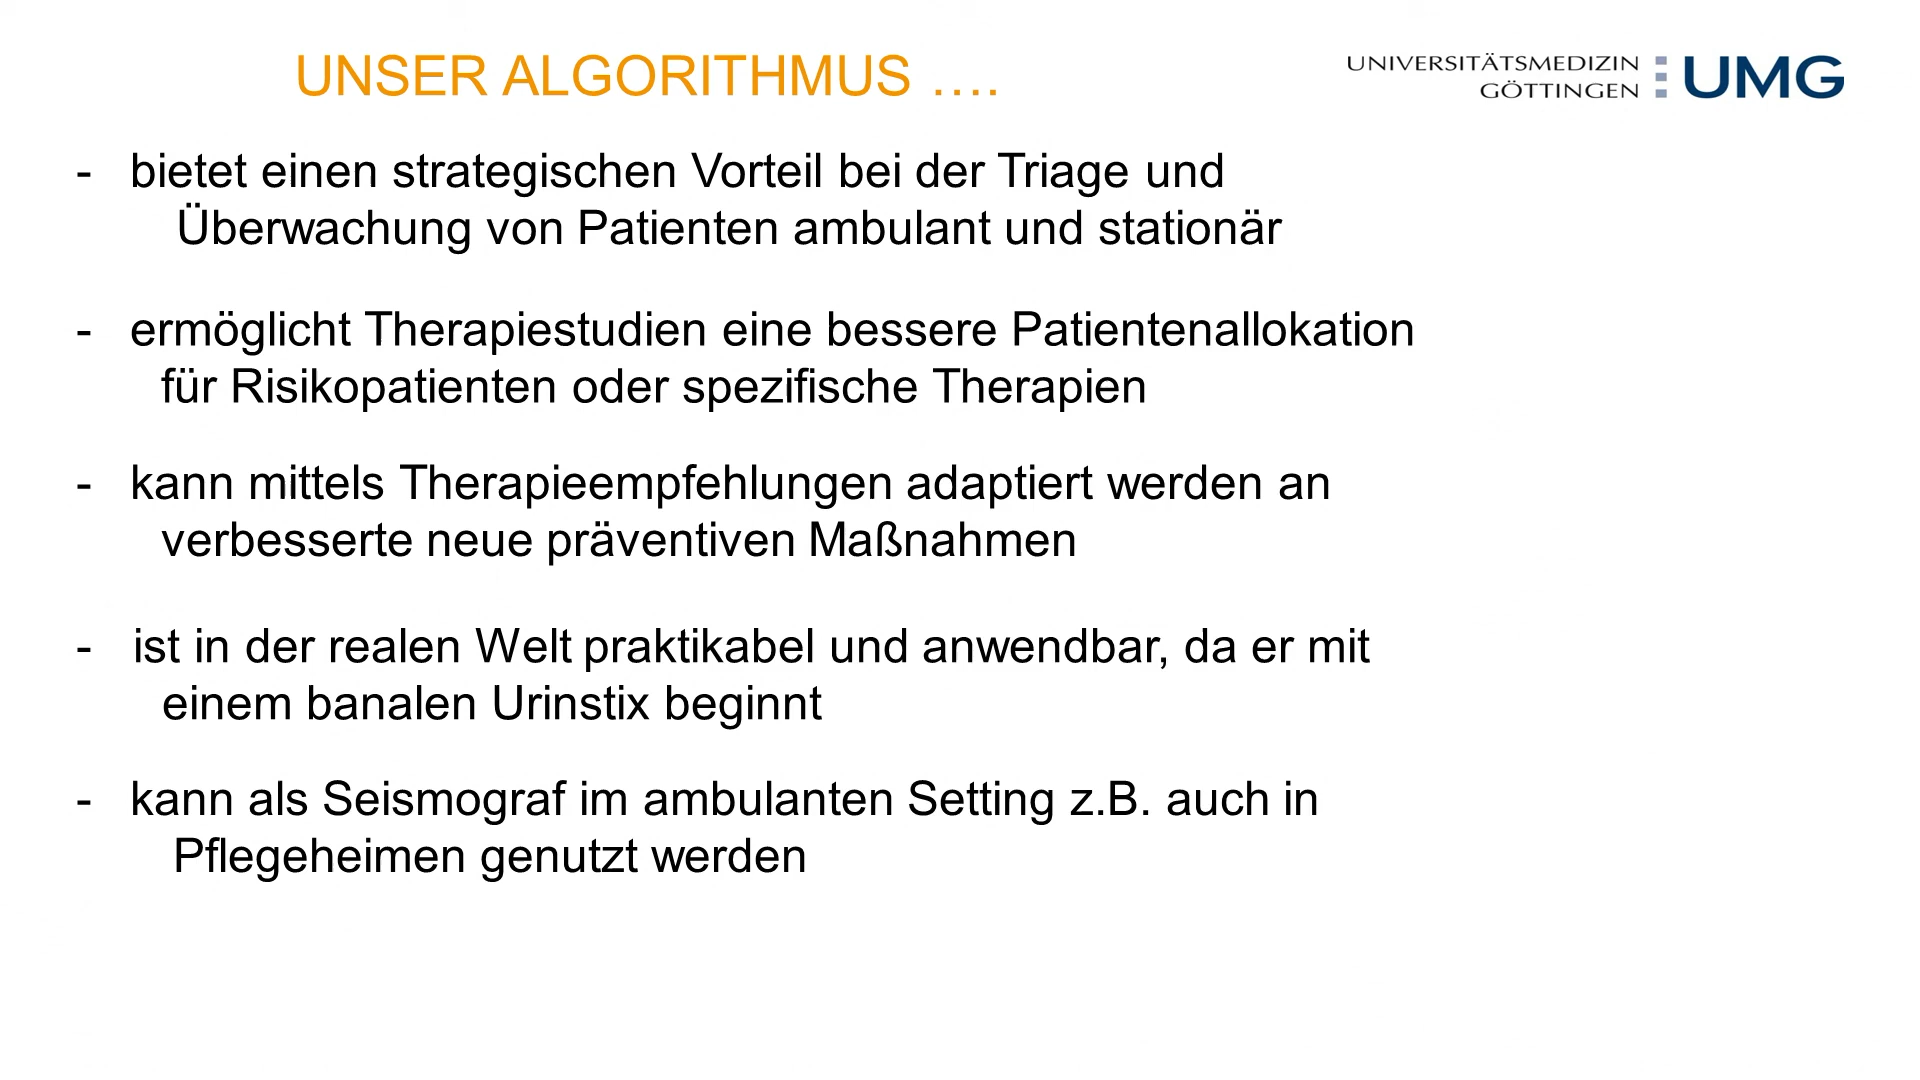 UNSER ALGORITHMUS ....
UNIVERSITÄTSMEDIZIN
GÖTTINGEN
UMG
- bietet einen strategischen Vorteil bei der Triage und
Überwachung von Patienten ambulant und stationär
- ermöglicht Therapiestudien eine bessere Patientenallokation
für Risikopatienten oder spezifische Therapien
- kann mittels Therapieempfehlungen adaptiert werden an
verbesserte neue präventiven Maßnahmen
- ist in der realen Welt praktikabel und anwendbar, da er mit
einem banalen Urinstix beginnt
- kann als Seismograf im ambulanten Setting z.B. auch in
Pflegeheimen genutzt werden